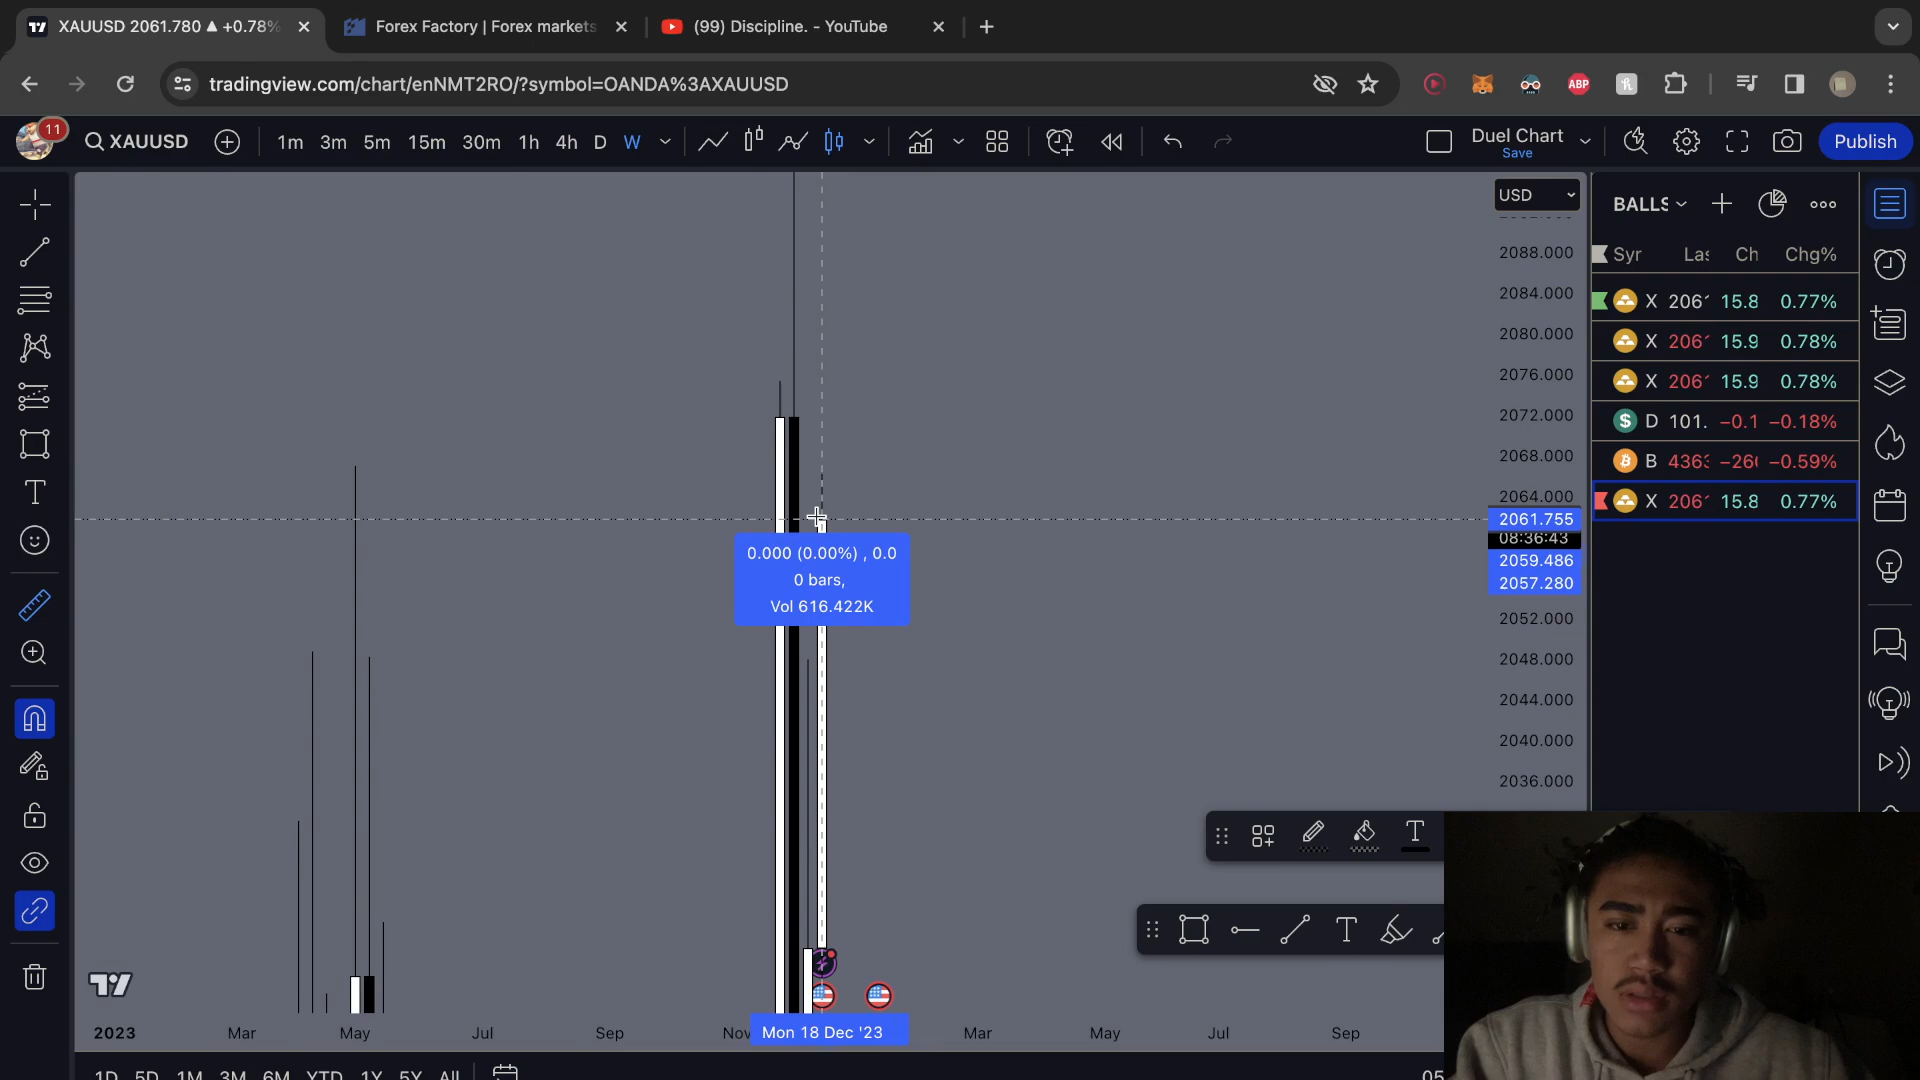 XAUUSD 2061.780 ▲ +0.78%
Forex Factory | Forex markets
(99) Discipline. - YouTube
tradingview.com/chart/enNMT2RO/?symbol=OANDA%3AXAUUSD
ABP
11
XAUUSD
1m 3m 5m 15m 30m 1h 4h D W
Duel Chart
Save
Publish
USD
BALLS
Syr Las Ch Chg%
X 206 15.8 0.77%
X 206 15.9 0.78%
X 206 15.9 0.78%
D 101. −0.1 −0.18%
B 4363 −26 −0.59%
X 206 15.8 0.77%
2088.000
2084.000
2080.000
2076.000
2072.000
2068.000
2064.000
2061.755
08:36:43
2059.486
2057.280
2052.000
2048.000
2044.000
2040.000
2036.000
0.000 (0.00%) , 0.0
0 bars,
Vol 616.422K
2023 Mar May Jul Sep Nov Mon 18 Dec '23 Mar May Jul Sep
1D 5D 1M 3M 6M YTD 1Y 5Y All
05